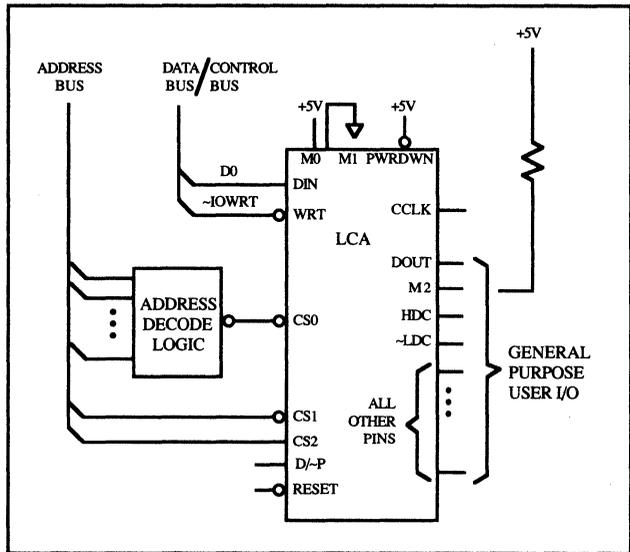 +5V
ADDRESS
BUS
DATA/CONTROL
BUS/ BUS
+5V
+5V
M0 M1 PWRDWN
D0
DIN
~IOWRT
WRT
CCLK
LCA
DOUT
M2
ADDRESS
DECODE
LOGIC
CS0
HDC
~LDC
GENERAL
PURPOSE
USER I/O
ALL
OTHER
PINS
CS1
CS2
D/~P
RESET